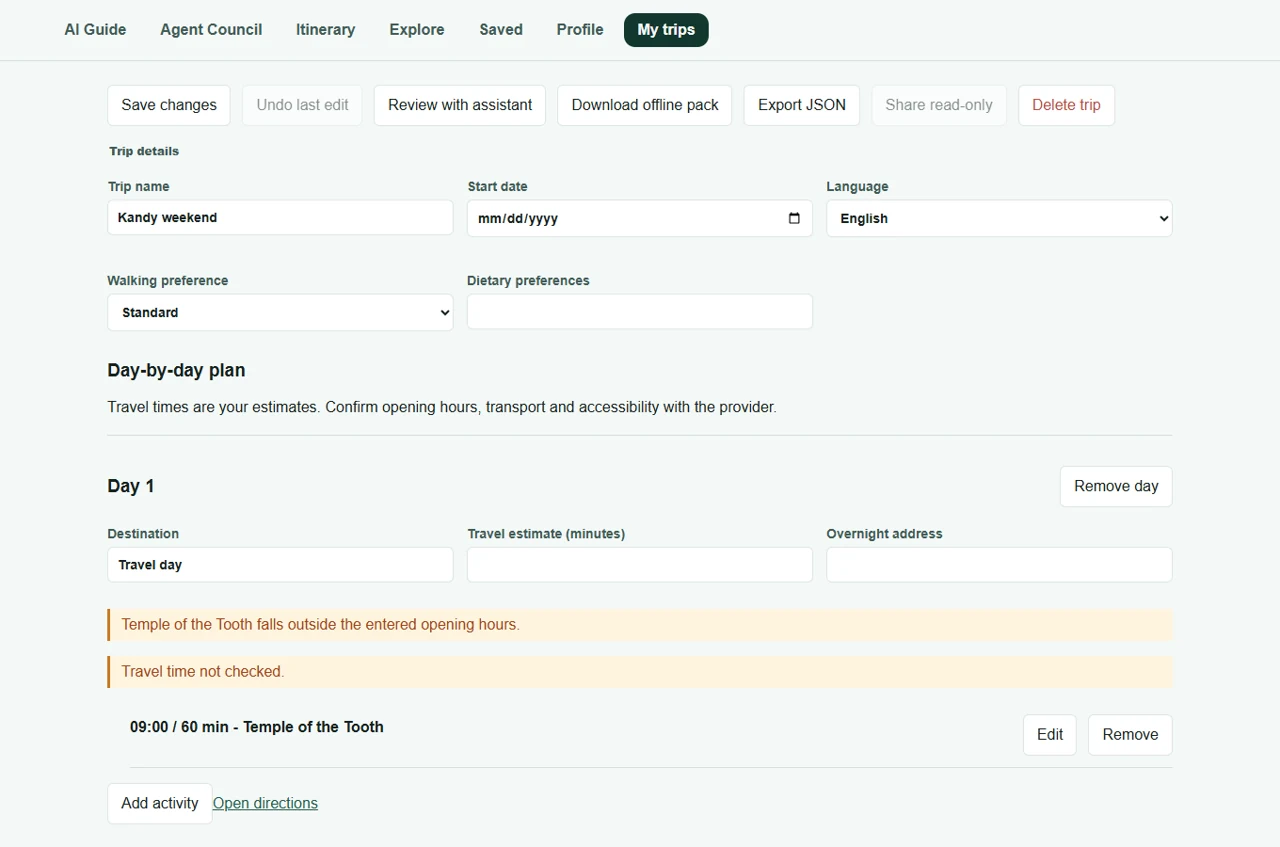 AI Guide Agent Council Itinerary Explore Saved Profile My trips
Save changes Undo last edit Review with assistant Download offline pack Export JSON Share read-only Delete trip
Trip details
Trip name Start date Language
Kandy weekend mm/dd/yyyy English
Walking preference Dietary preferences
Standard
Day-by-day plan
Travel times are your estimates. Confirm opening hours, transport and accessibility with the provider.
Day 1 Remove day
Destination Travel estimate (minutes) Overnight address
Travel day
Temple of the Tooth falls outside the entered opening hours.
Travel time not checked.
09:00 / 60 min - Temple of the Tooth Edit Remove
Add activity Open directions